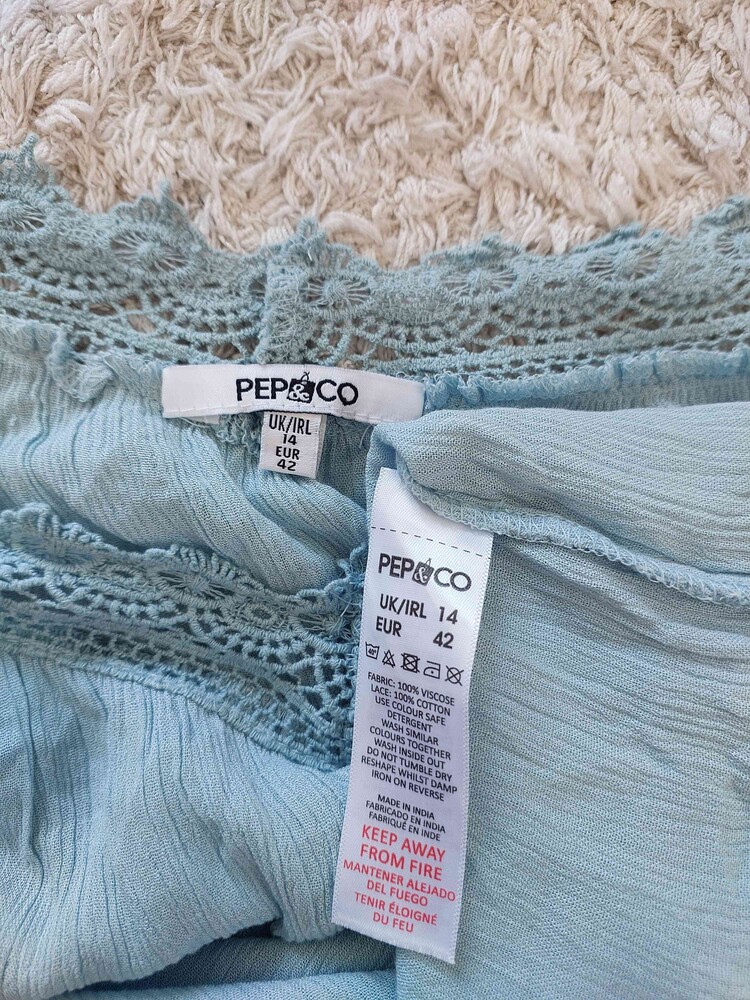 PEP&CO
UK/IRL
14
EUR
42
PEP&CO
UK/IRL 14
EUR 42
40°
FABRIC: 100% VISCOSE
LACE: 100% COTTON
USE COLOUR SAFE
DETERGENT
WASH SIMILAR
COLOURS TOGETHER
WASH INSIDE OUT
DO NOT TUMBLE DRY
RESHAPE WHILST DAMP
IRON ON REVERSE
MADE IN INDIA
FABRICADO EN INDIA
FABRIQUÉ EN INDE
KEEP AWAY
FROM FIRE
MANTENER ALEJADO
DEL FUEGO
TENIR ÉLOIGNÉ
DU FEU